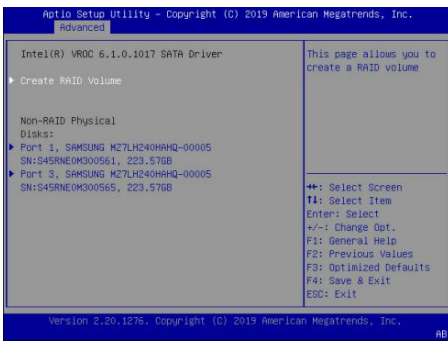 Aptio Setup Utility – Copyright (C) 2019 American Megatrends, Inc.
Advanced
Intel(R) VROC 6.1.0.1017 SATA Driver
Create RAID Volume
Non-RAID Physical
Disks:
Port 1, SAMSUNG MZ7LH240HAHQ-00005
SN:S45RNE0M300561, 223.57GB
Port 3, SAMSUNG MZ7LH240HAHQ-00005
SN:S45RNE0M300565, 223.57GB
This page allows you to
create a RAID volume
↔: Select Screen
↑↓: Select Item
Enter: Select
+/-: Change Opt.
F1: General Help
F2: Previous Values
F3: Optimized Defaults
F4: Save & Exit
ESC: Exit
Version 2.20.1276. Copyright (C) 2019 American Megatrends, Inc.
AB